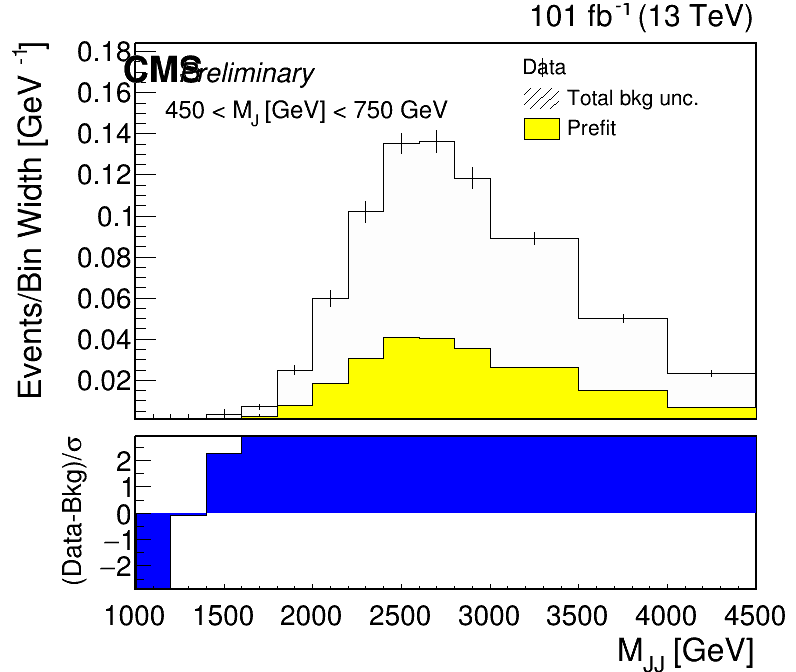 101 fb⁻¹ (13 TeV)
Events/Bin Width [GeV⁻¹]
CMS Preliminary
450 < M_J [GeV] < 750 GeV
Data
Total bkg unc.
Prefit
0.18
0.16
0.14
0.12
0.1
0.08
0.06
0.04
0.02
(Data-Bkg)/σ
2
1
0
−1
−2
1000 1500 2000 2500 3000 3500 4000 4500
M_JJ [GeV]